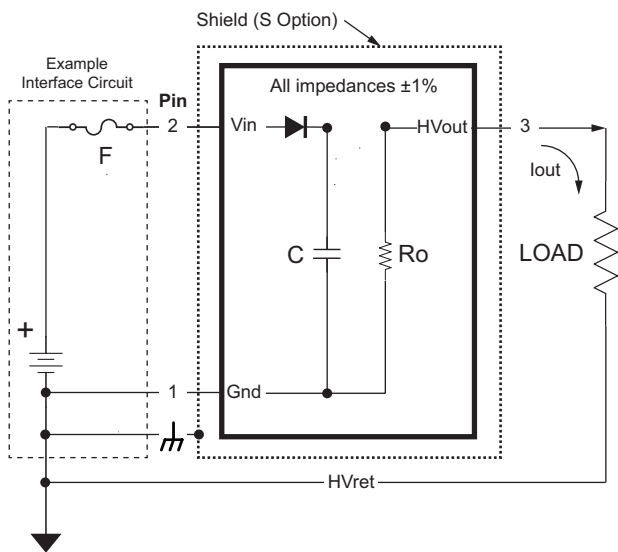 Shield (S Option)
Example
Interface Circuit
Pin
All impedances ±1%
F
2
Vin
HVout
3
Iout
C
Ro
LOAD
+
1
Gnd
HVret